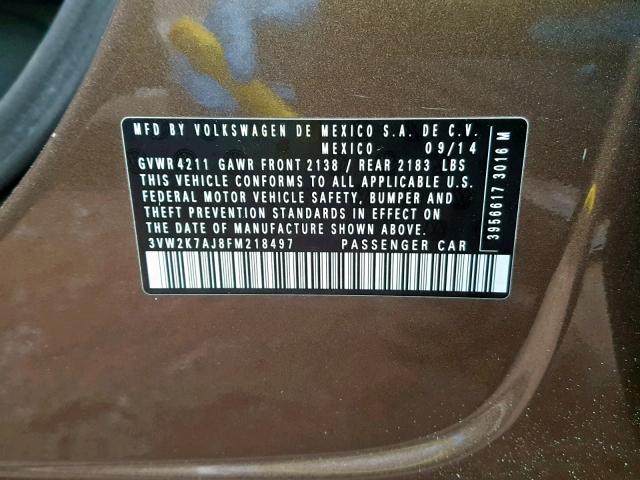 MFD BY VOLKSWAGEN DE MEXICO S.A. DE C.V.
MEXICO 09/14
GVWR 4211 GAWR FRONT 2138 / REAR 2183 LBS
THIS VEHICLE CONFORMS TO ALL APPLICABLE U.S.
FEDERAL MOTOR VEHICLE SAFETY, BUMPER AND
THEFT PREVENTION STANDARDS IN EFFECT ON
THE DATE OF MANUFACTURE SHOWN ABOVE.
3VW2K7AJ8FM218497 PASSENGER CAR
3956617 3016 M